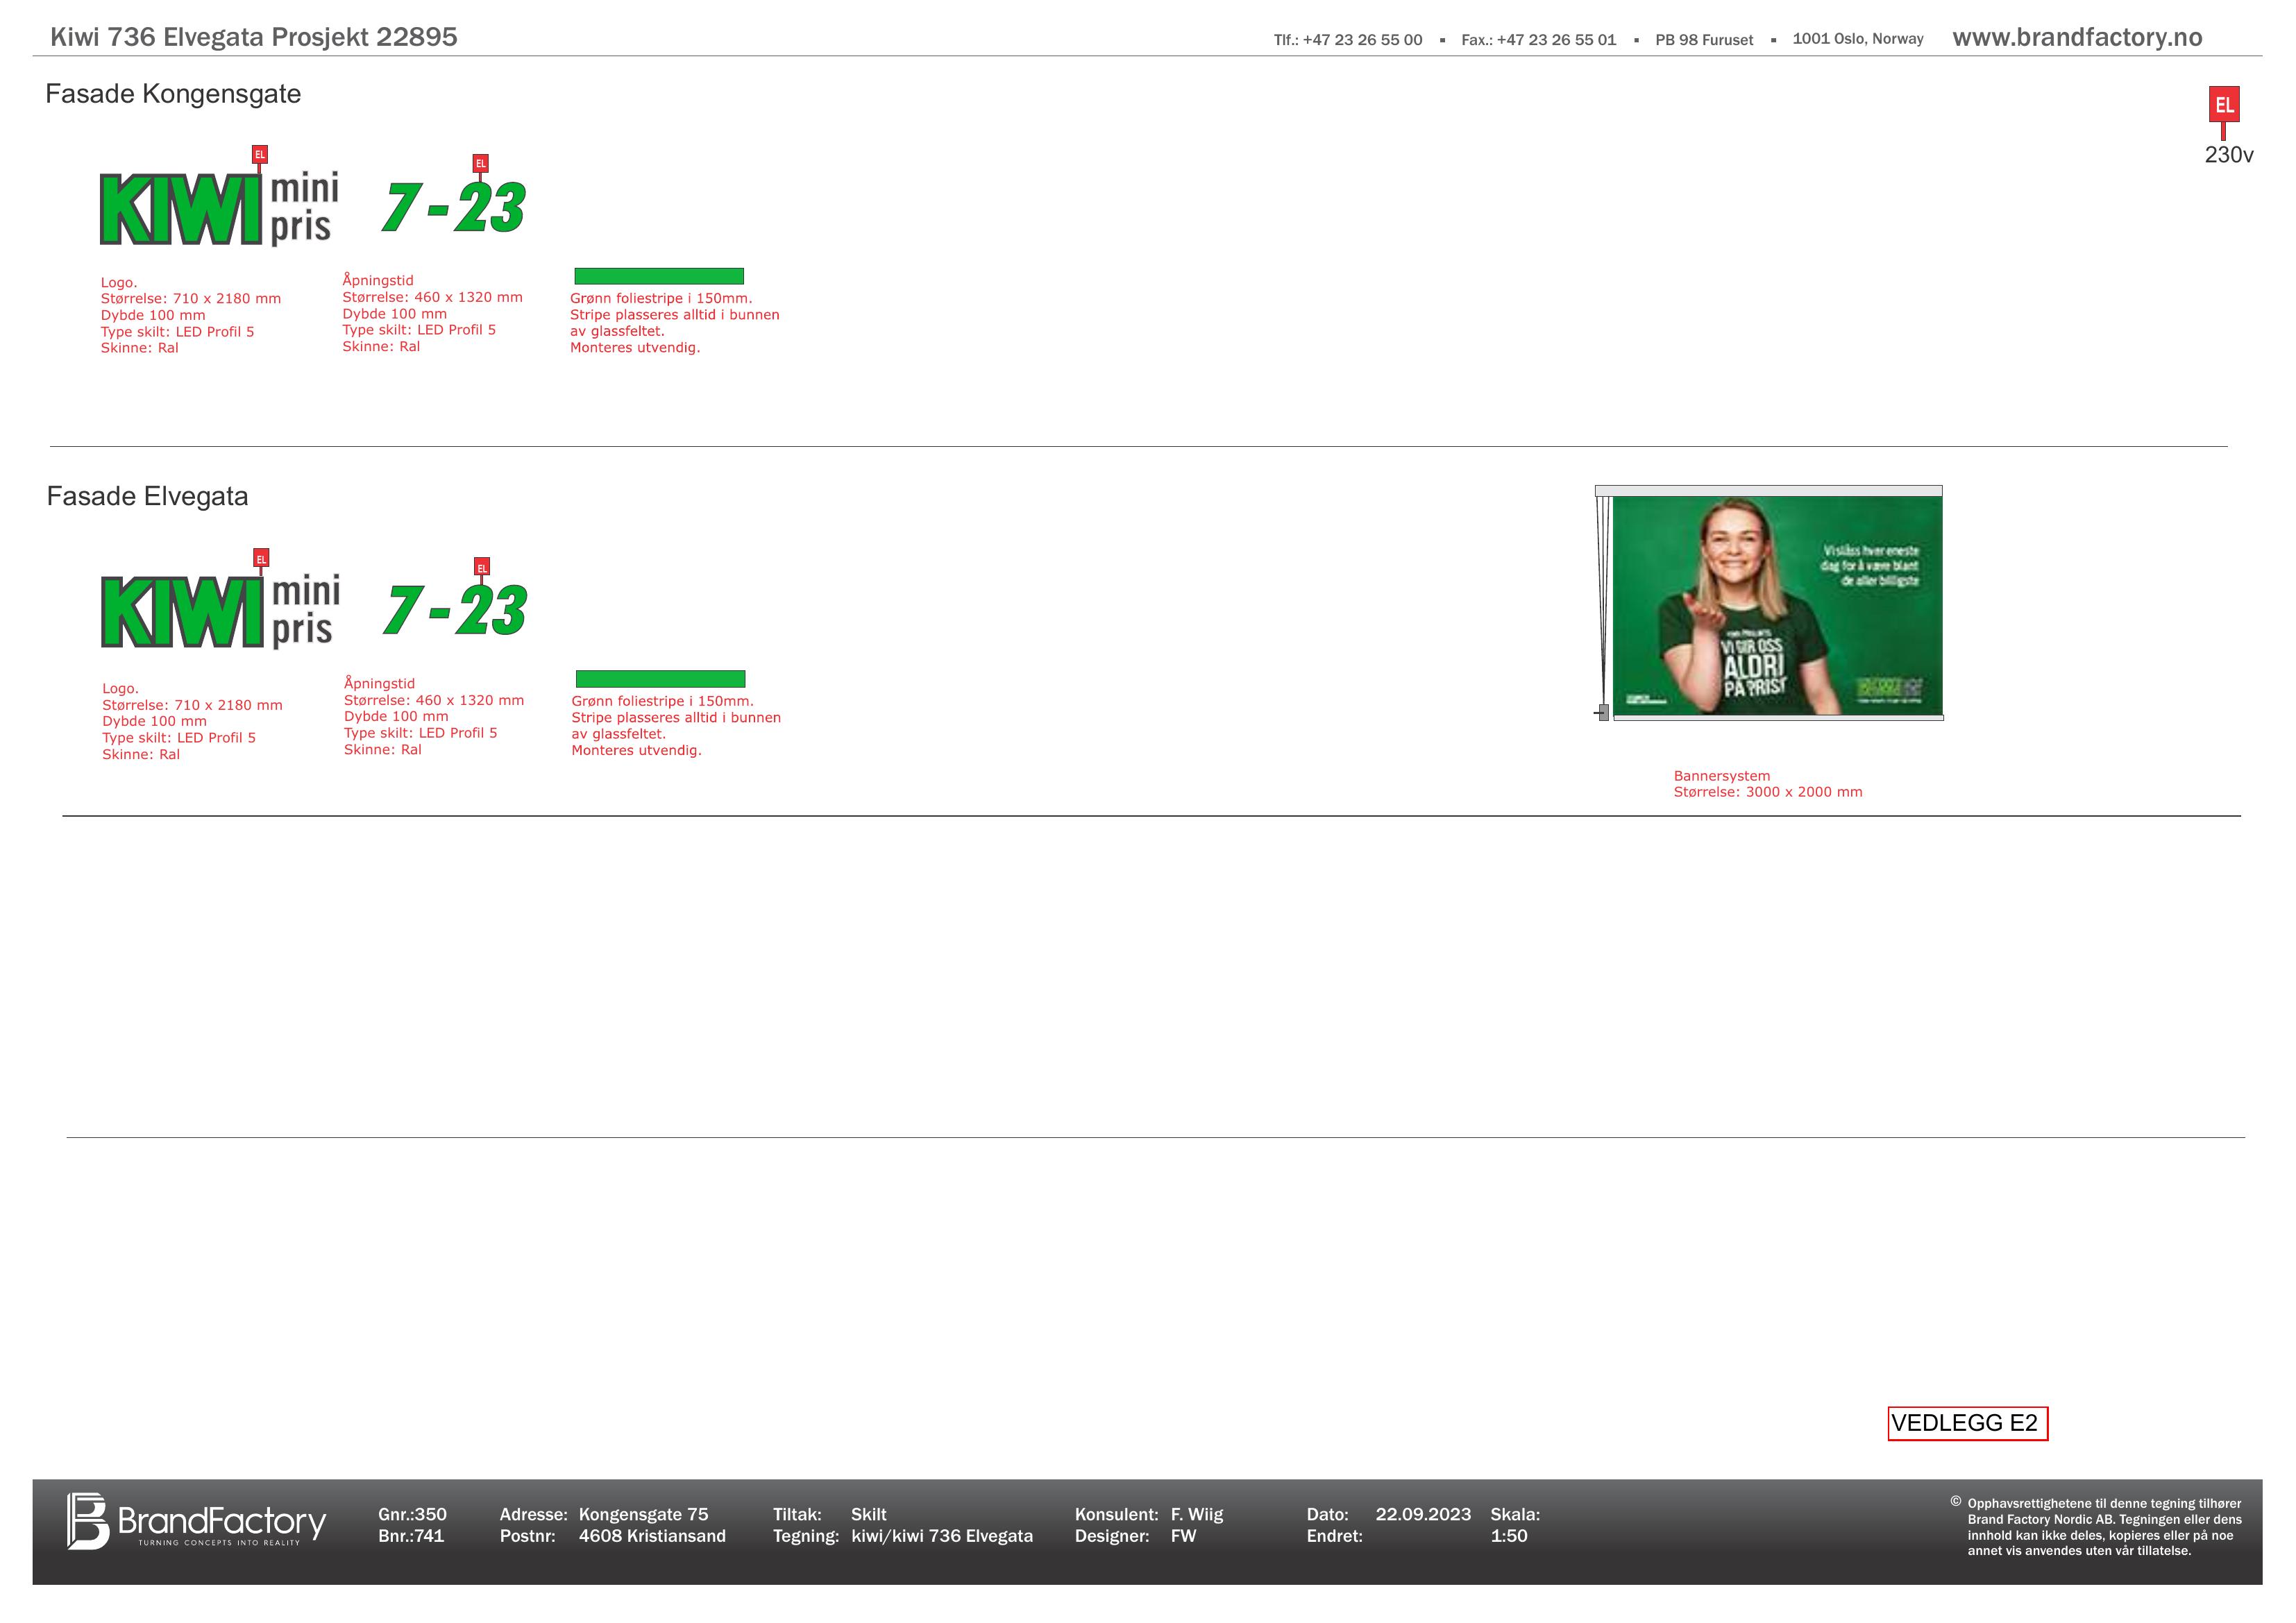 Kiwi 736 Elvegata Prosjekt 22895
Tlf.: +47 23 26 55 00 ▪ Fax.: +47 23 26 55 01 ▪ PB 98 Furuset ▪ 1001 Oslo, Norway www.brandfactory.no
Fasade Kongensgate
EL
230v
EL
EL
KIWI mini pris
7-23
Logo.
Størrelse: 710 x 2180 mm
Dybde 100 mm
Type skilt: LED Profil 5
Skinne: Ral
Åpningstid
Størrelse: 460 x 1320 mm
Dybde 100 mm
Type skilt: LED Profil 5
Skinne: Ral
Grønn foliestripe i 150mm.
Stripe plasseres alltid i bunnen
av glassfeltet.
Monteres utvendig.
Fasade Elvegata
EL
EL
KIWI mini pris
7-23
Logo.
Størrelse: 710 x 2180 mm
Dybde 100 mm
Type skilt: LED Profil 5
Skinne: Ral
Åpningstid
Størrelse: 460 x 1320 mm
Dybde 100 mm
Type skilt: LED Profil 5
Skinne: Ral
Grønn foliestripe i 150mm.
Stripe plasseres alltid i bunnen
av glassfeltet.
Monteres utvendig.
Vi slåss hver eneste
dag for å være blant
de aller billigste
VI GIR OSS
ALDRI
PÅ PRIS!
Bannersystem
Størrelse: 3000 x 2000 mm
VEDLEGG E2
BrandFactory
TURNING CONCEPTS INTO REALITY
Gnr.:350
Bnr.:741
Adresse: Kongensgate 75
Postnr: 4608 Kristiansand
Tiltak: Skilt
Tegning: kiwi/kiwi 736 Elvegata
Konsulent: F. Wiig
Designer: FW
Dato: 22.09.2023
Endret:
Skala:
1:50
© Opphavsrettighetene til denne tegning tilhører
Brand Factory Nordic AB. Tegningen eller dens
innhold kan ikke deles, kopieres eller på noe
annet vis anvendes uten vår tillatelse.